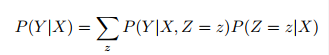 P(Y|X) = ∑_z P(Y|X, Z = z)P(Z = z|X)